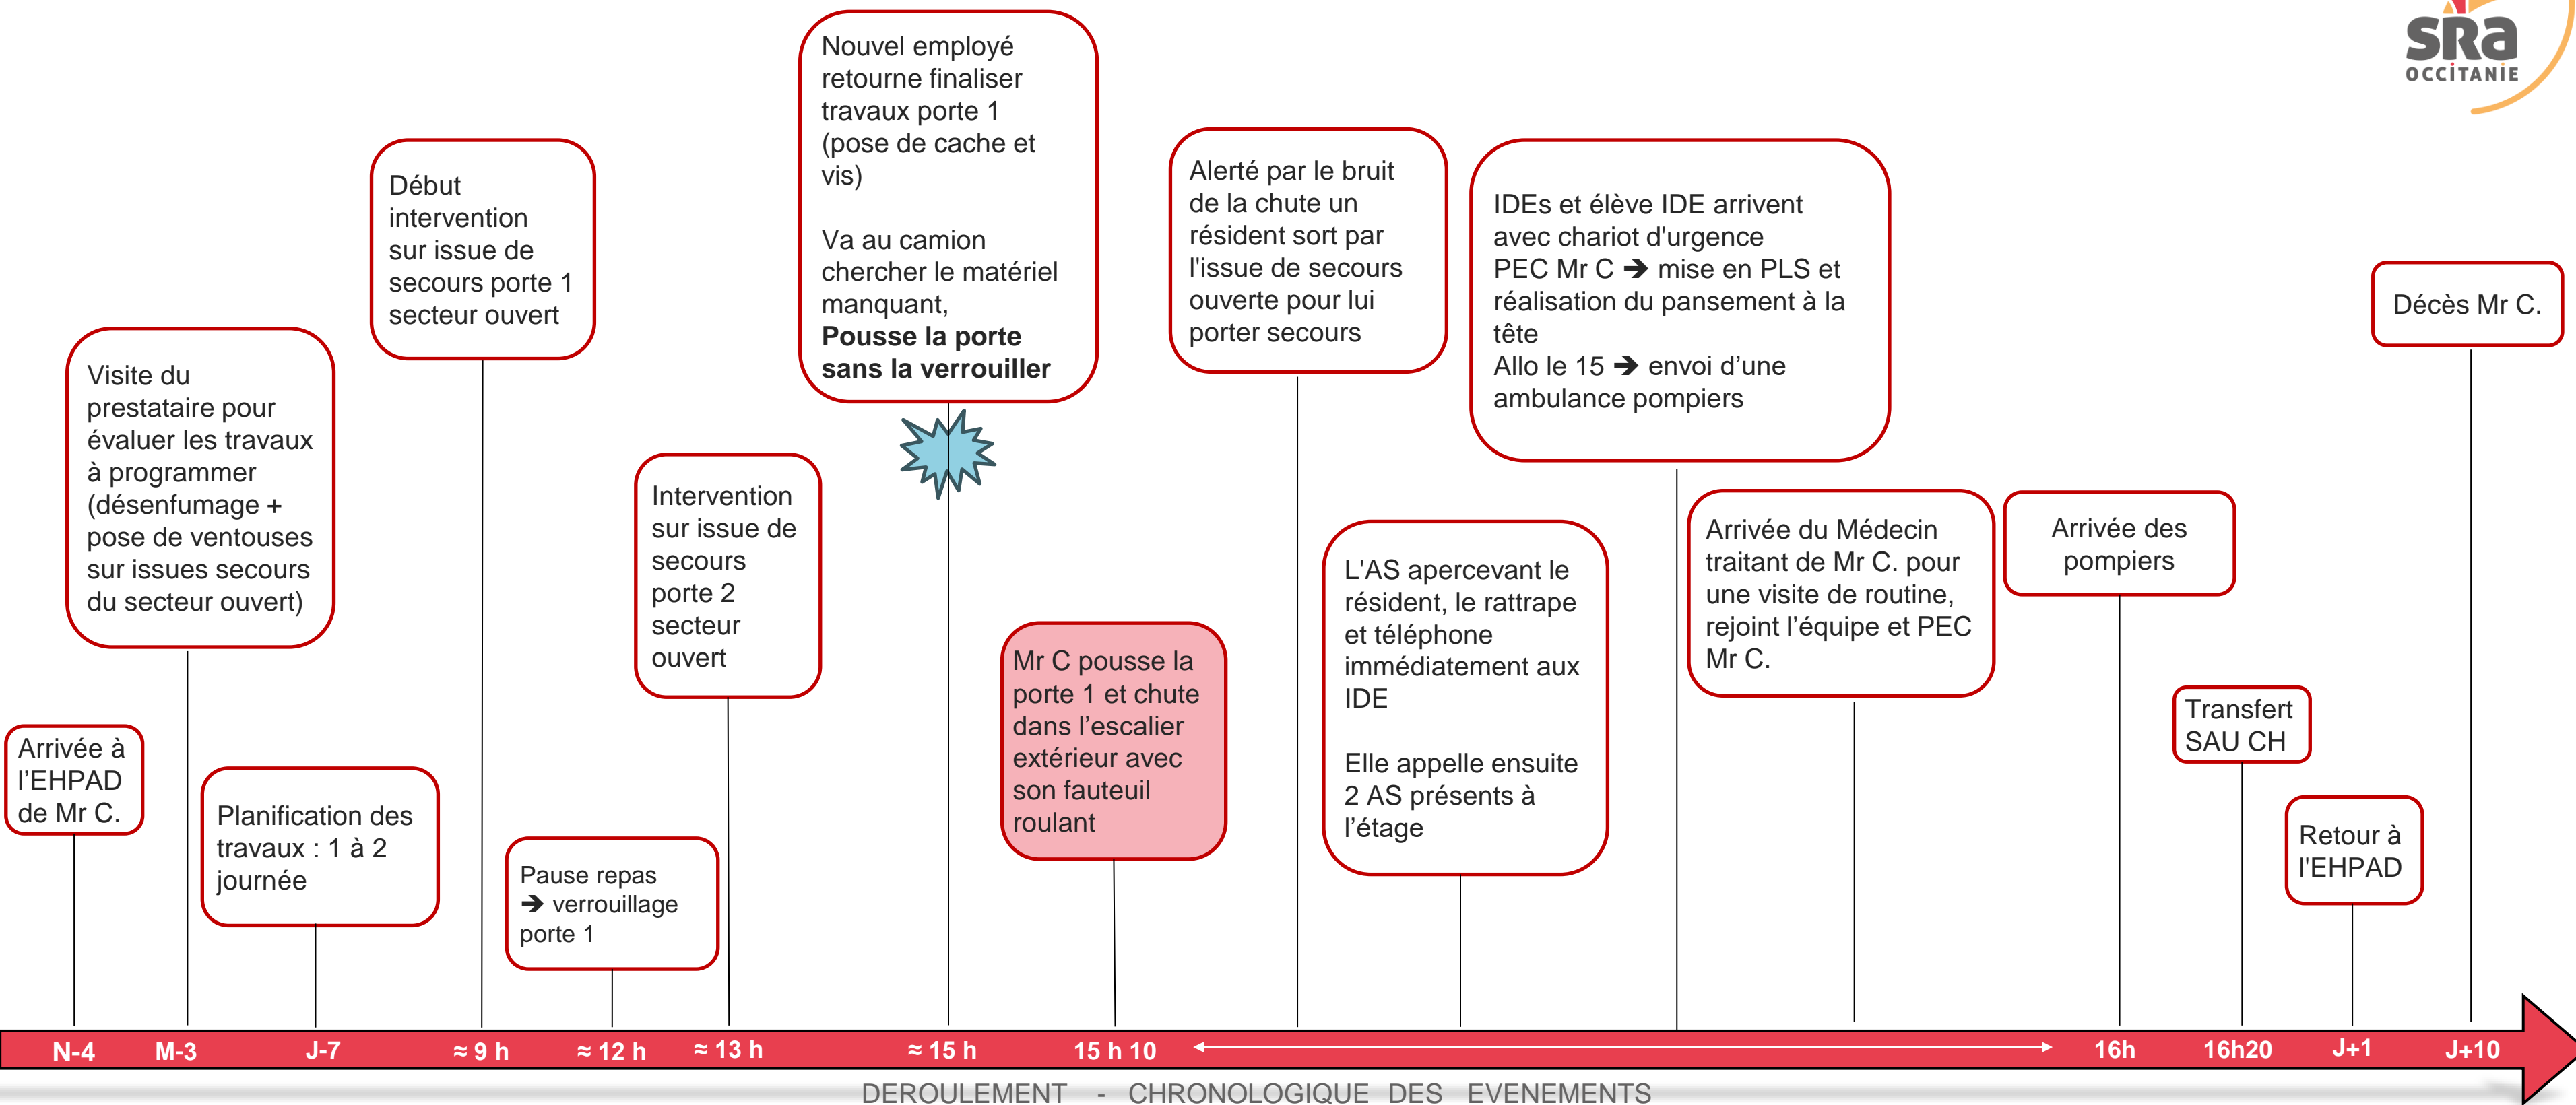 sRa
OCCITANIE
Arrivée à
l'EHPAD
de Mr C.
Visite du
prestataire pour
évaluer les travaux
à programmer
(désenfumage +
pose de ventouses
sur issues secours
du secteur ouvert)
Planification des
travaux : 1 à 2
journée
Début
intervention
sur issue de
secours porte 1
secteur ouvert
Pause repas
➔ verrouillage
porte 1
Intervention
sur issue de
secours
porte 2
secteur
ouvert
Nouvel employé
retourne finaliser
travaux porte 1
(pose de cache et
vis)
Va au camion
chercher le matériel
manquant,
Pousse la porte
sans la verrouiller
Mr C pousse la
porte 1 et chute
dans l’escalier
extérieur avec
son fauteuil
roulant
Alerté par le bruit
de la chute un
résident sort par
l'issue de secours
ouverte pour lui
porter secours
L'AS apercevant le
résident, le rattrape
et téléphone
immédiatement aux
IDE
Elle appelle ensuite
2 AS présents à
l’étage
IDEs et élève IDE arrivent
avec chariot d'urgence
PEC Mr C ➔ mise en PLS et
réalisation du pansement à la
tête
Allo le 15 ➔ envoi d’une
ambulance pompiers
Arrivée du Médecin
traitant de Mr C. pour
une visite de routine,
rejoint l’équipe et PEC
Mr C.
Arrivée des
pompiers
Transfert
SAU CH
Retour à
l'EHPAD
Décès Mr C.
N-4 M-3 J-7 ≈ 9 h ≈ 12 h ≈ 13 h ≈ 15 h 15 h 10 16h 16h20 J+1 J+10
DEROULEMENT - CHRONOLOGIQUE DES EVENEMENTS